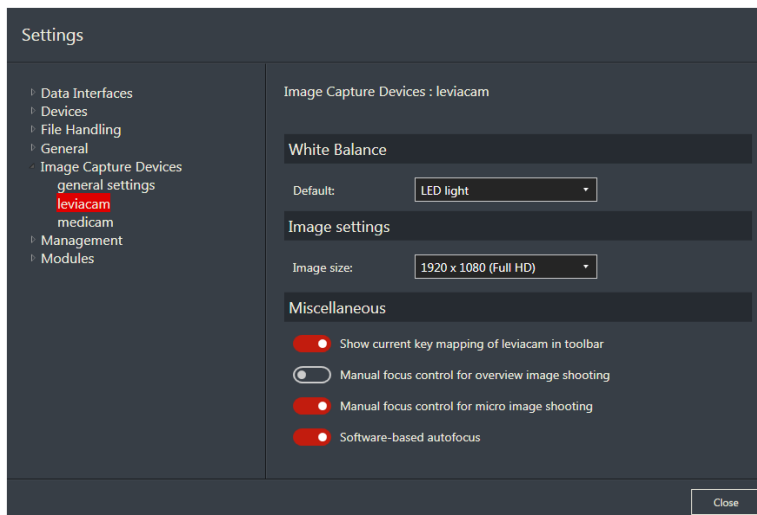 Settings
Data Interfaces
Devices
File Handling
General
Image Capture Devices
general settings
leviacam
medicam
Management
Modules
Image Capture Devices : leviacam
White Balance
Default: LED light
Image settings
Image size: 1920 x 1080 (Full HD)
Miscellaneous
Show current key mapping of leviacam in toolbar
Manual focus control for overview image shooting
Manual focus control for micro image shooting
Software-based autofocus
Close